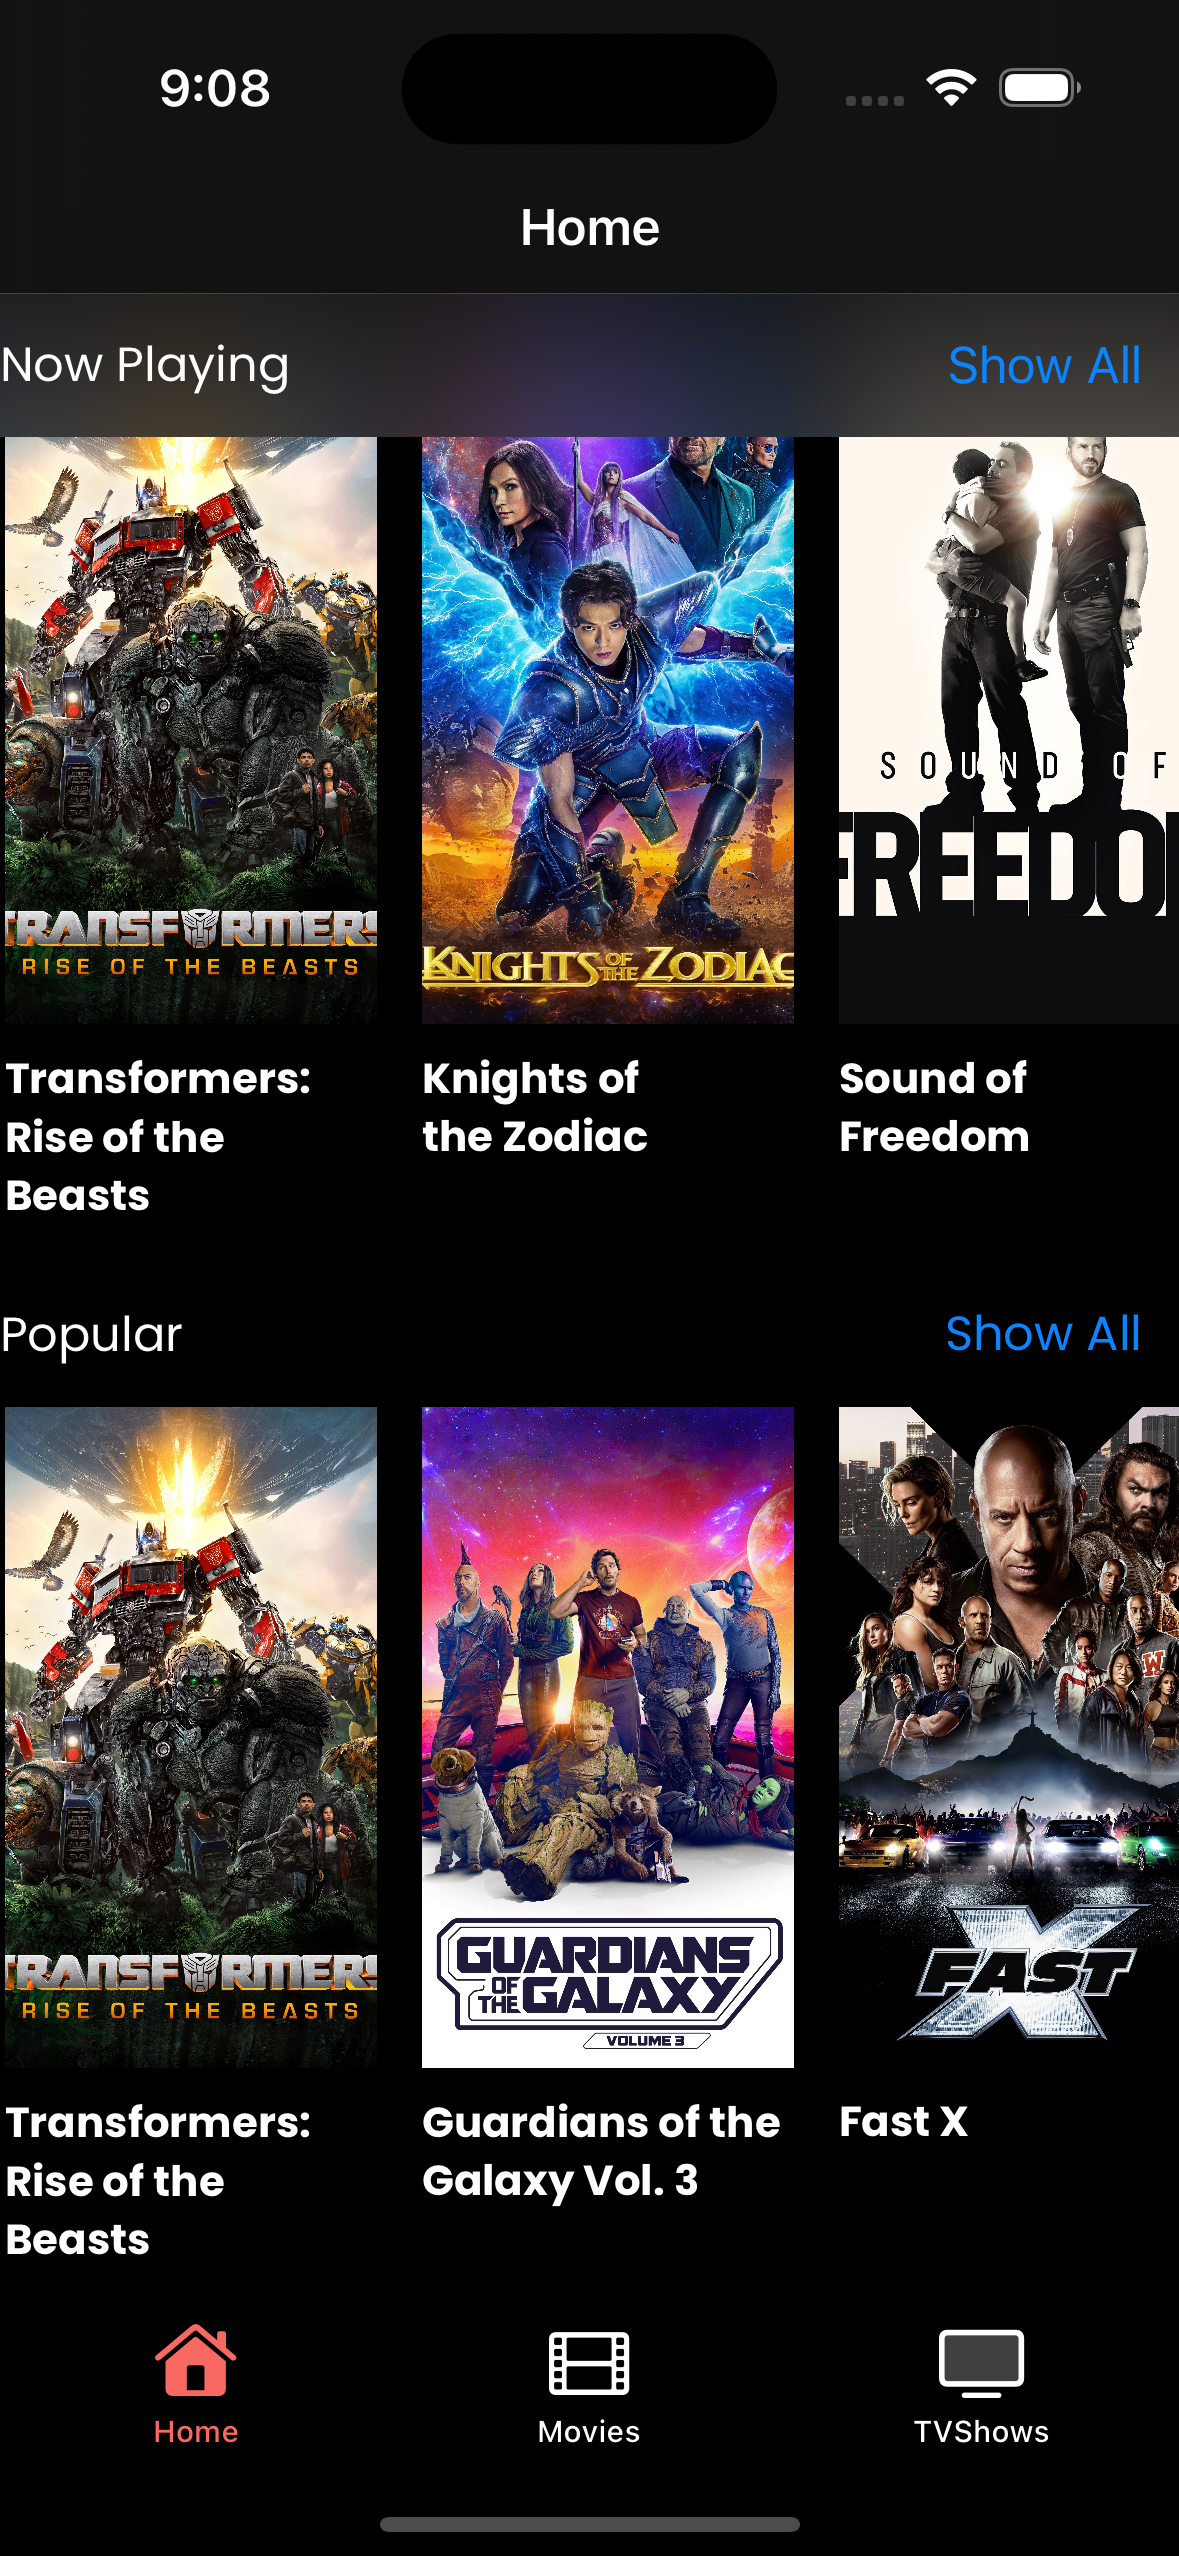 9:08
Home
Now Playing
Show All
TRANSFORMERS
RISE OF THE BEASTS
KNIGHTS OF THE ZODIAC
SOUND OF
FREEDO
Transformers:
Rise of the
Beasts
Knights of
the Zodiac
Sound of
Freedom
Popular
Show All
TRANSFORMERS
RISE OF THE BEASTS
GUARDIANS
OF THE GALAXY
VOLUME 3
FAST X
Transformers:
Rise of the
Beasts
Guardians of the
Galaxy Vol. 3
Fast X
Home
Movies
TVShows